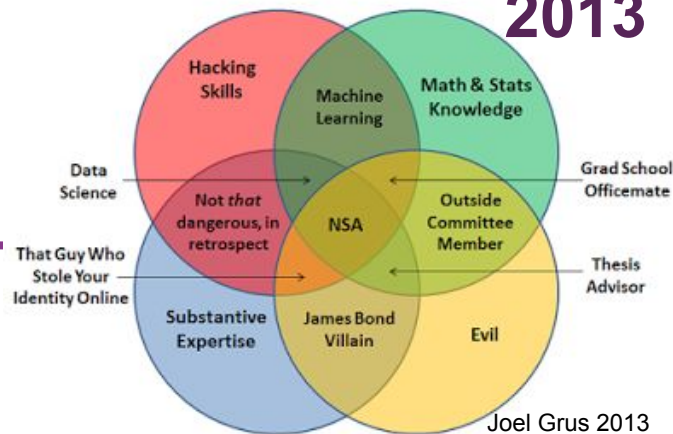 2013
Hacking
Skills
Machine
Learning
Math & Stats
Knowledge
Data
Science
Grad School
Officemate
Not that
dangerous, in
retrospect
NSA
Outside
Committee
Member
That Guy Who
Stole Your
Identity Online
Thesis
Advisor
Substantive
Expertise
James Bond
Villain
Evil
Joel Grus 2013